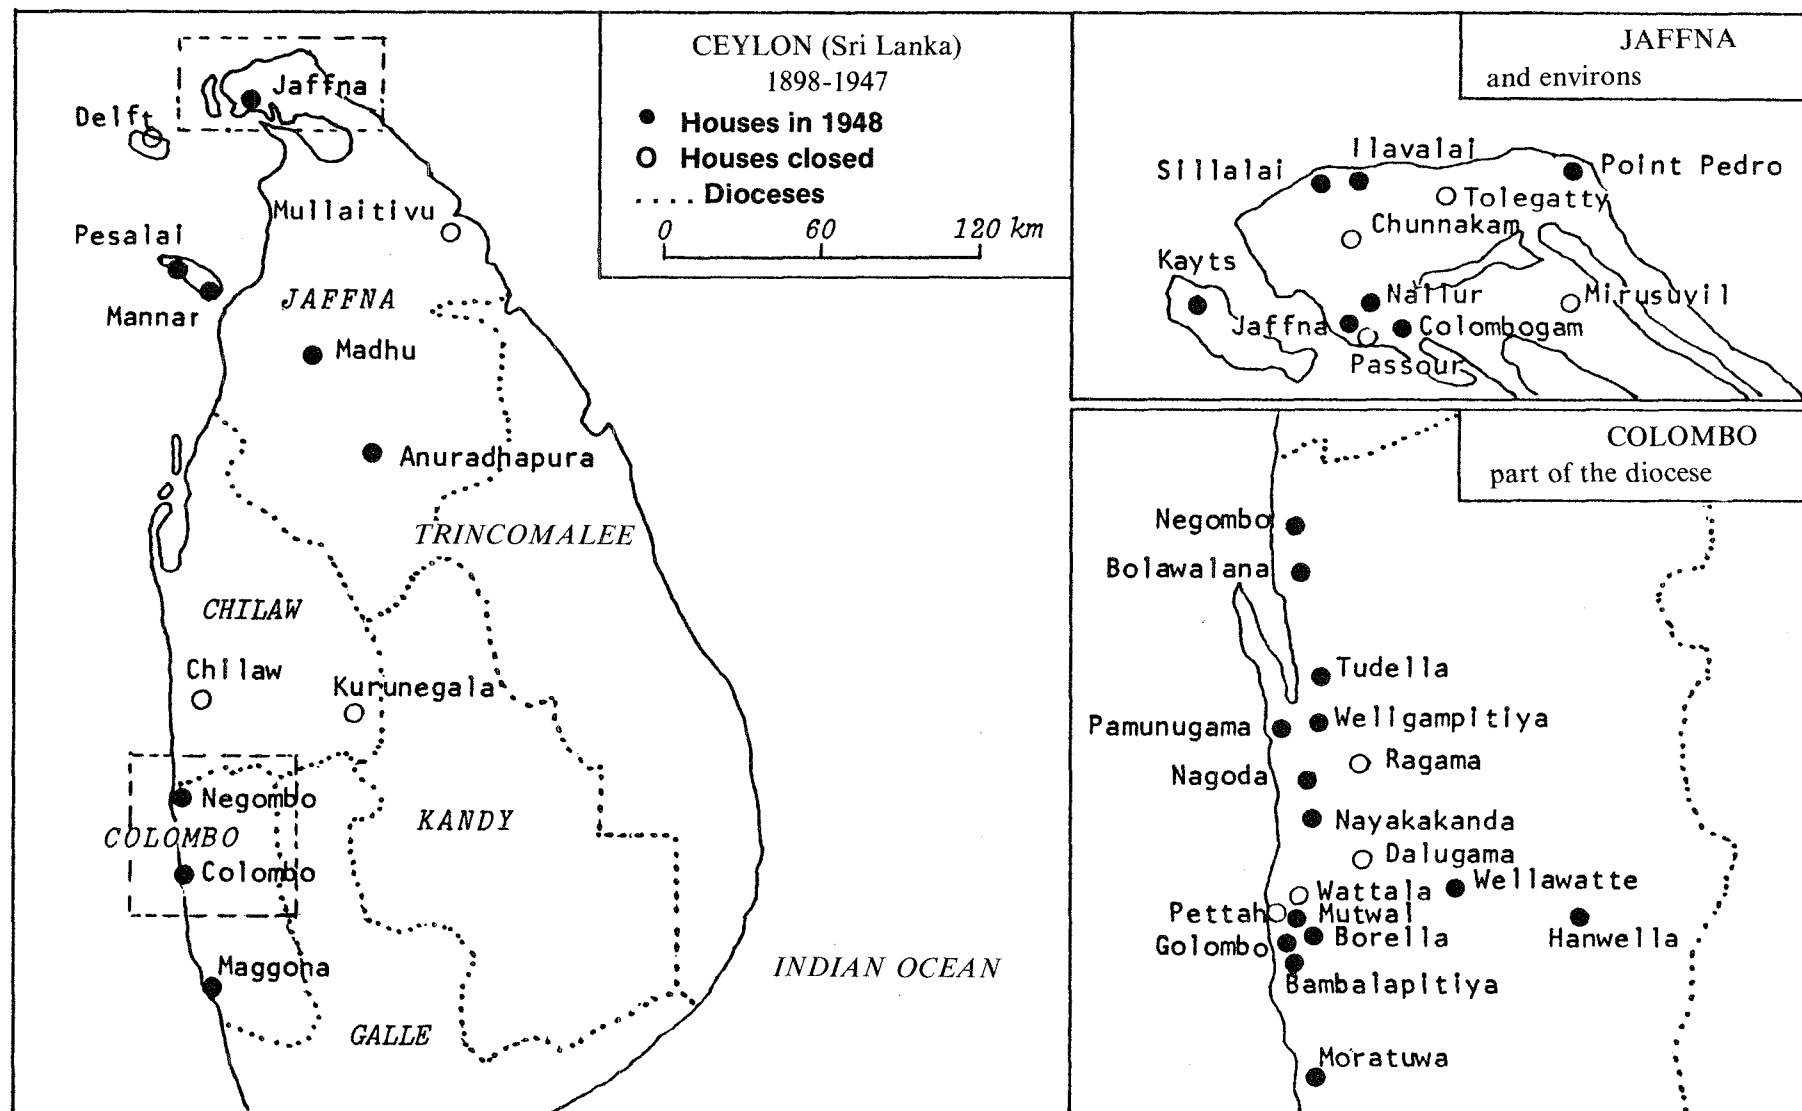 CEYLON (Sri Lanka)
1898-1947
Houses in 1948
Houses closed
.... Dioceses
0 60 120 km
Jaffna
Delft
Mullaitivu
Pesalai
Mannar
JAFFNA
Madhu
Anuradhapura
TRINCOMALEE
CHILAW
Chilaw
Kurunegala
Negombo
COLOMBO
KANDY
Colombo
Maggona
INDIAN OCEAN
GALLE
JAFFNA
and environs
Ilavalai
Sillalai
Point Pedro
Tolegatty
Chunnakam
Kayts
Nallur
Mirusuvil
Jaffna
Colombogam
Passour
COLOMBO
part of the diocese
Negombo
Bolawalana
Tudella
Weligampitiya
Pamunugama
Ragama
Nagoda
Nayakakanda
Dalugama
Wellawatte
Wattala
Pettah
Mutwal
Golombo
Borella
Hanwella
Bambalapitiya
Moratuwa